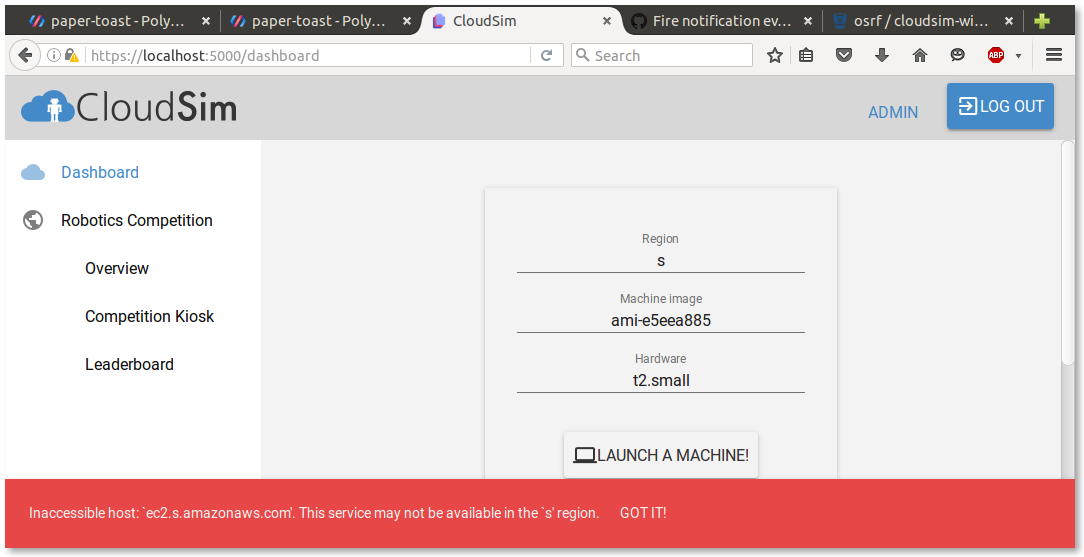 paper-toast - Poly…
paper-toast - Poly…
CloudSim
Fire notification ev…
osrf / cloudsim-wi…
https://localhost:5000/dashboard
Search
ABP
CloudSim
ADMIN
LOG OUT
Dashboard
Robotics Competition
Overview
Competition Kiosk
Leaderboard
Region
s
Machine image
ami-e5eea885
Hardware
t2.small
LAUNCH A MACHINE!
Inaccessible host: `ec2.s.amazonaws.com'. This service may not be available in the `s' region.
GOT IT!